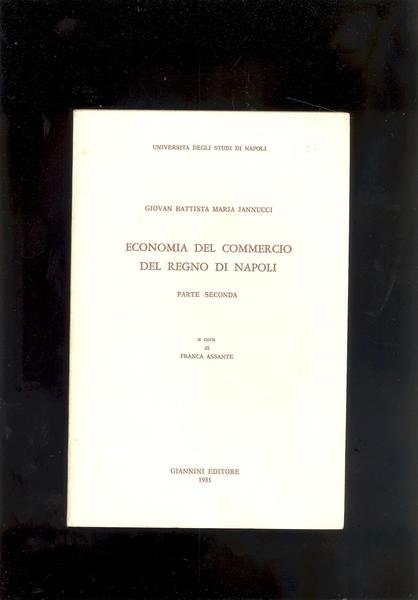 UNIVERSITA DEGLI STUDI DI NAPOLI
GIOVAN BATTISTA MARIA JANNUCCI
ECONOMIA DEL COMMERCIO
DEL REGNO DI NAPOLI
PARTE SECONDA
a cura
di
FRANCA ASSANTE
GIANNINI EDITORE
1981